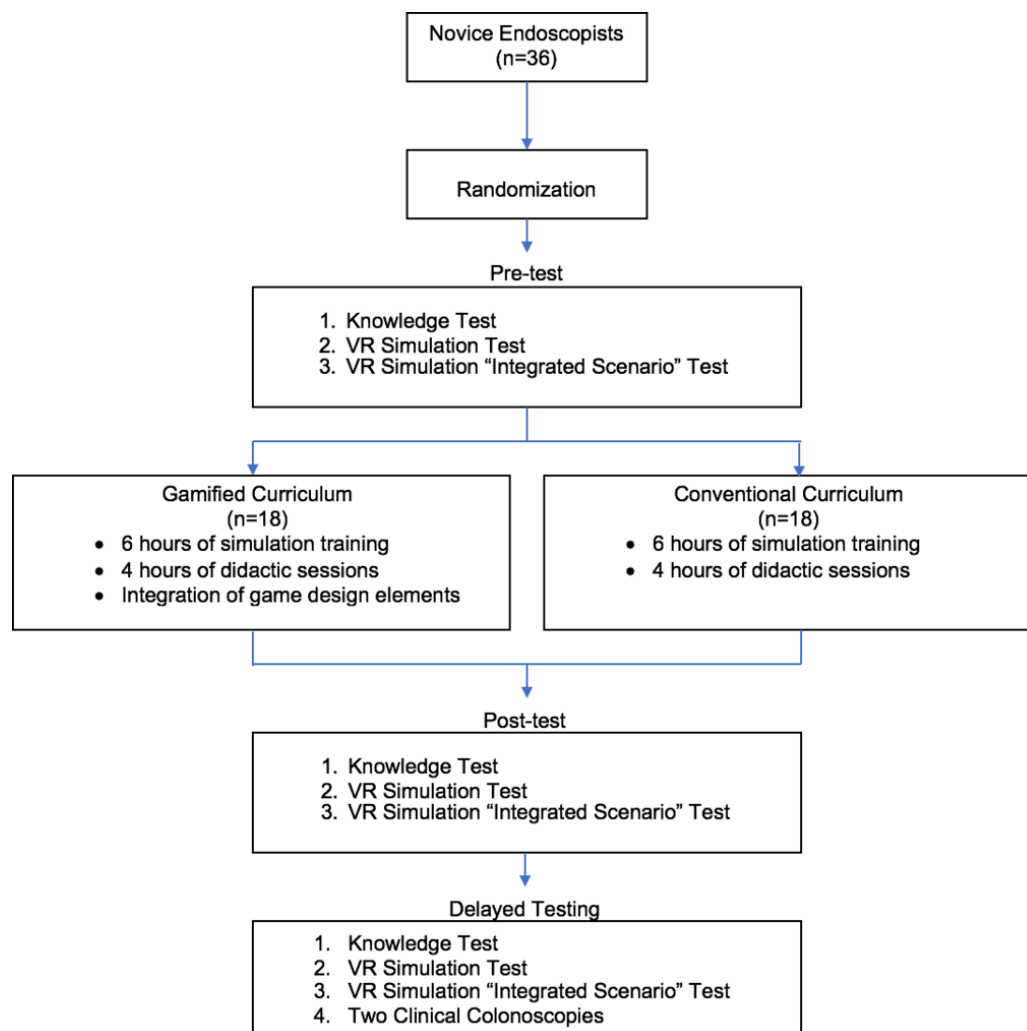 Novice Endoscopists
(n=36)
Randomization
Pre-test
1. Knowledge Test
2. VR Simulation Test
3. VR Simulation “Integrated Scenario” Test
Gamified Curriculum
(n=18)
• 6 hours of simulation training
• 4 hours of didactic sessions
• Integration of game design elements
Conventional Curriculum
(n=18)
• 6 hours of simulation training
• 4 hours of didactic sessions
Post-test
1. Knowledge Test
2. VR Simulation Test
3. VR Simulation “Integrated Scenario” Test
Delayed Testing
1. Knowledge Test
2. VR Simulation Test
3. VR Simulation “Integrated Scenario” Test
4. Two Clinical Colonoscopies